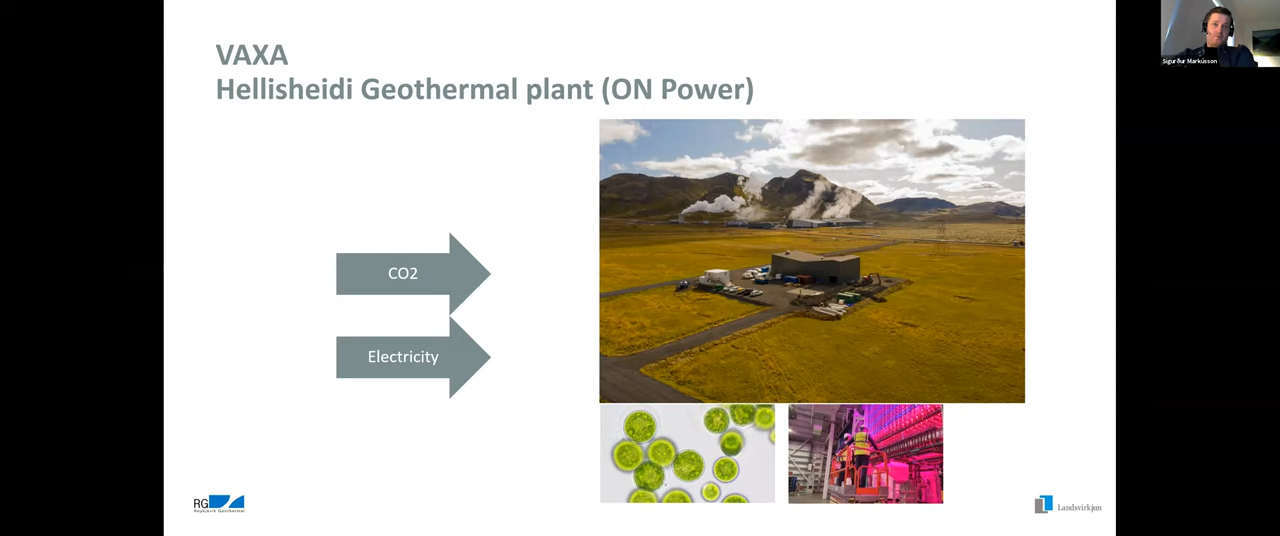 VAXA
Hellisheidi Geothermal plant (ON Power)
Sigurður Markússon
CO2
Electricity
RG
Reykjavik Geothermal
Landsvirkjun